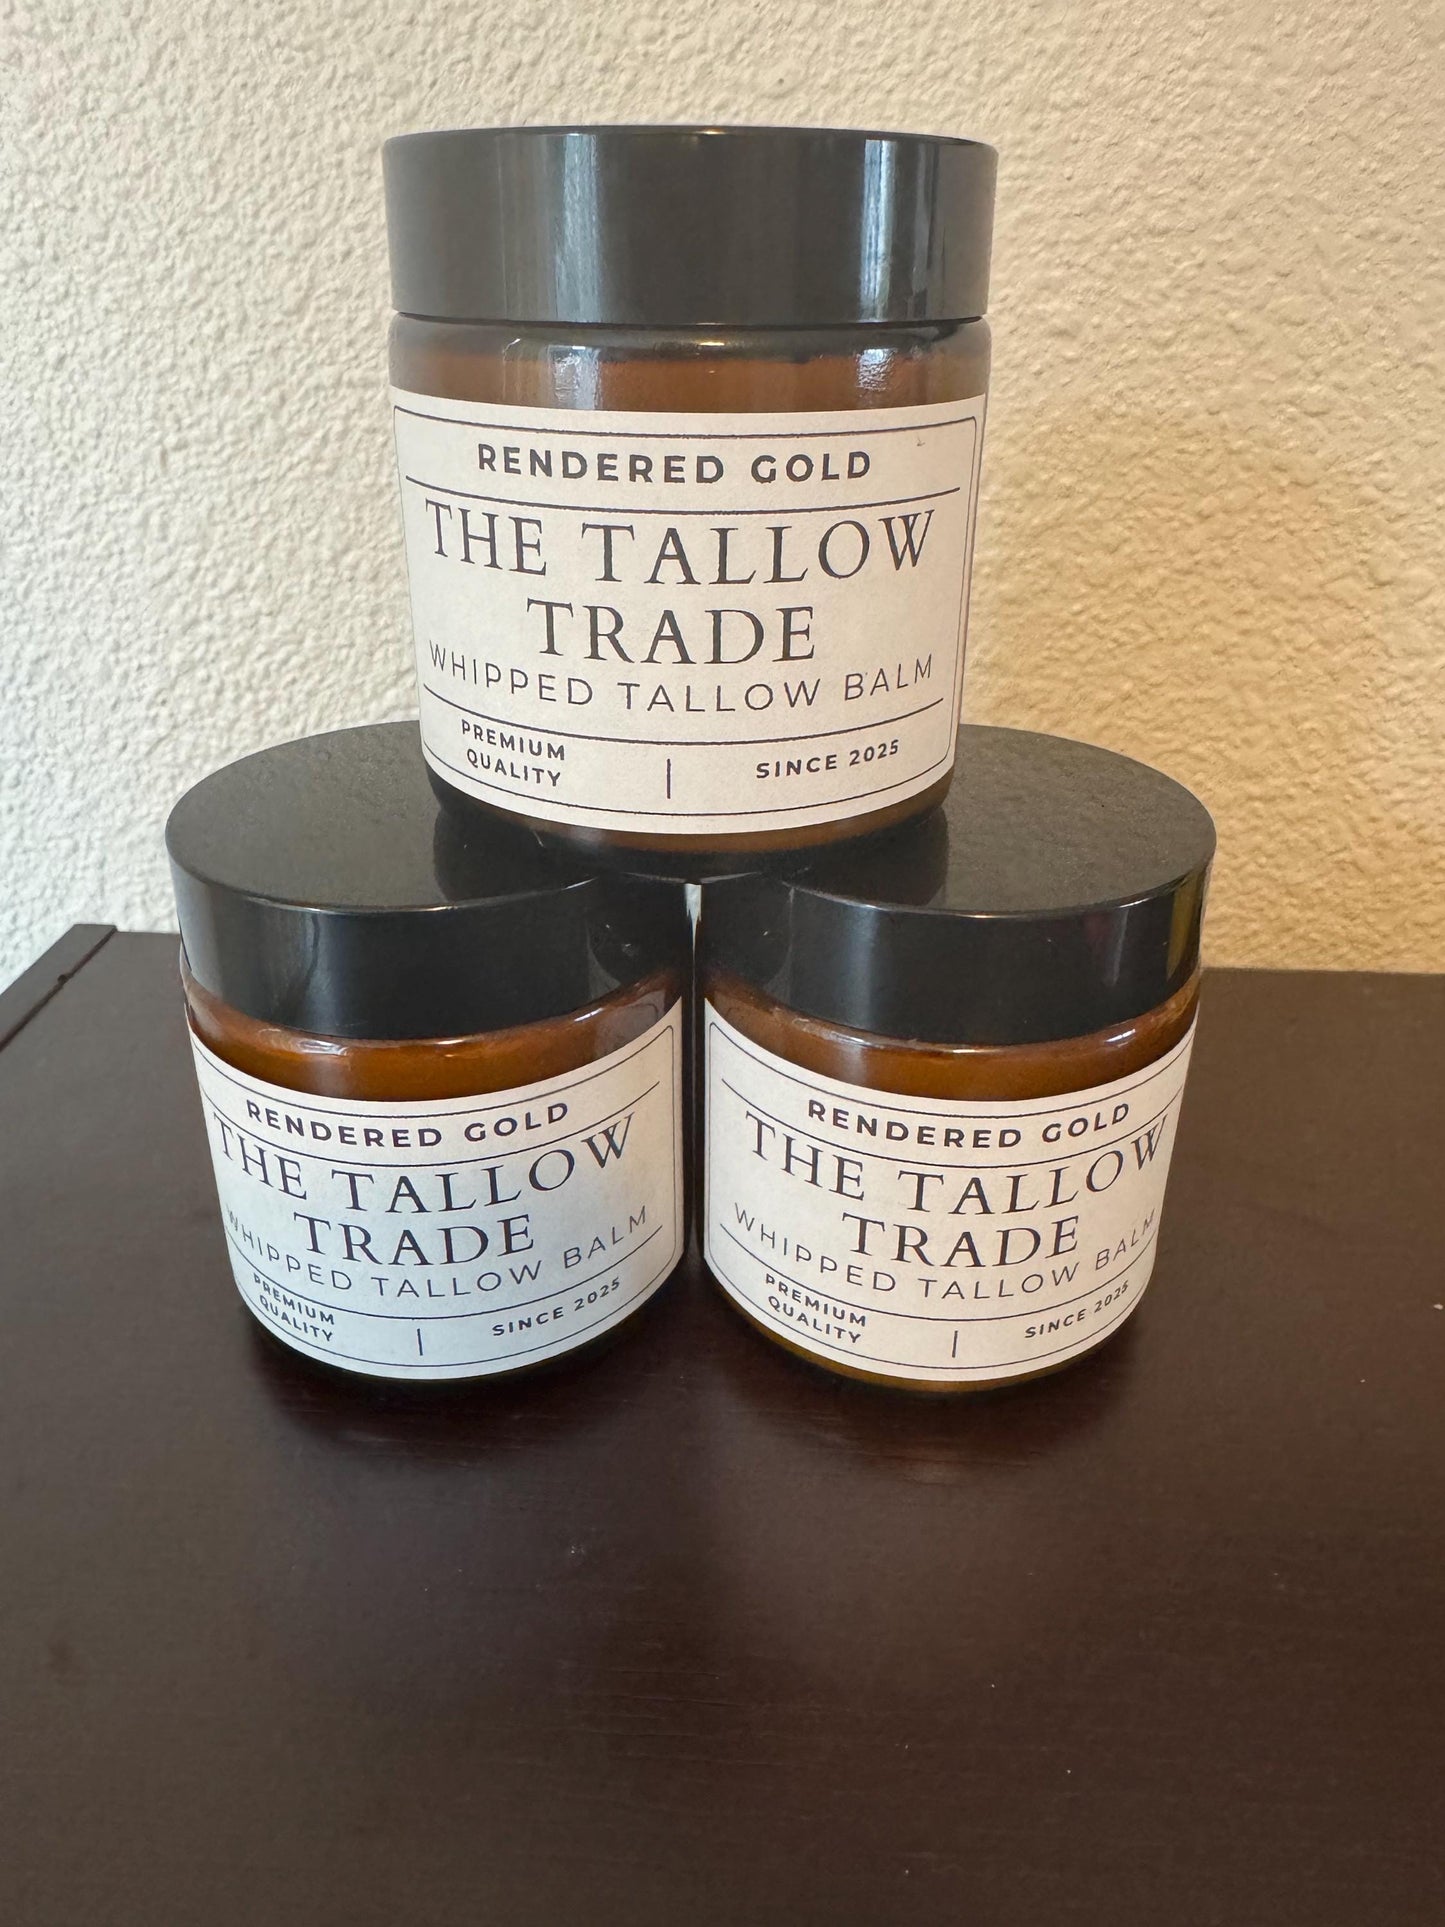 RENDERED GOLD
THE TALLOW
TRADE
WHIPPED TALLOW BALM
PREMIUM
QUALITY
SINCE 2025
RENDERED GOLD
THE TALLOW
TRADE
WHIPPED TALLOW BALM
PREMIUM
QUALITY
SINCE 2025
RENDERED GOLD
THE TALLOW
TRADE
WHIPPED TALLOW BALM
PREMIUM
QUALITY
SINCE 2025